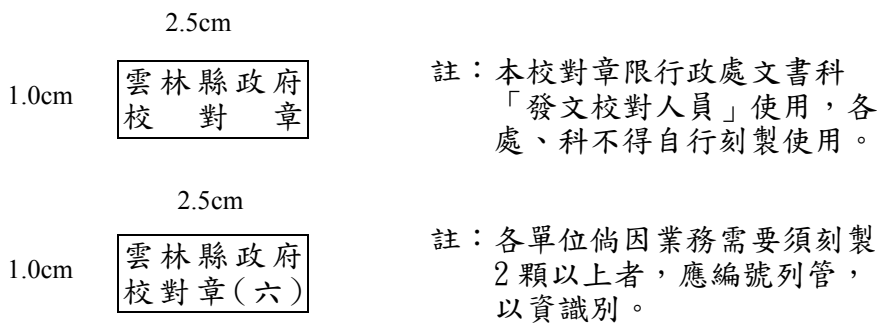 2.5cm
1.0cm
雲林縣政府
校對章
註：本校對章限行政處文書科
「發文校對人員」使用，各
處、科不得自行刻製使用。
2.5cm
1.0cm
雲林縣政府
校對章（六）
註：各單位倘因業務需要須刻製
2 顆以上者，應編號列管，
以資識別。